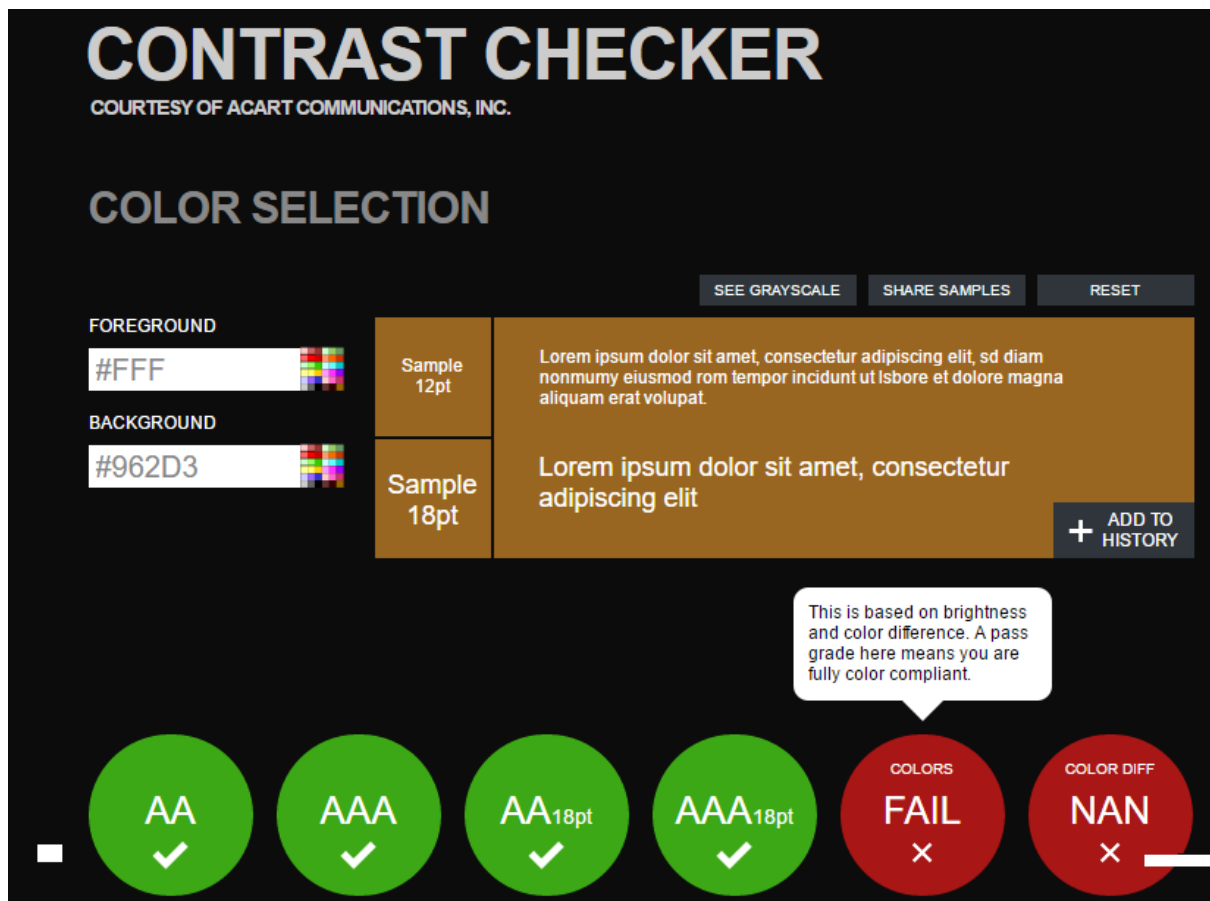 CONTRAST CHECKER
COURTESY OF ACART COMMUNICATIONS, INC.
COLOR SELECTION
SEE GRAYSCALE
SHARE SAMPLES
RESET
FOREGROUND
#FFF
BACKGROUND
#962D3
Sample
12pt
Lorem ipsum dolor sit amet, consectetur adipiscing elit, sd diam
nonmumy eiusmod rom tempor incidunt ut lsbore et dolore magna
aliquam erat volupat.
Sample
18pt
Lorem ipsum dolor sit amet, consectetur
adipiscing elit
ADD TO
HISTORY
This is based on brightness
and color difference. A pass
grade here means you are
fully color compliant.
AA
AAA
AA18pt
AAA18pt
COLORS
FAIL
COLOR DIFF
NAN